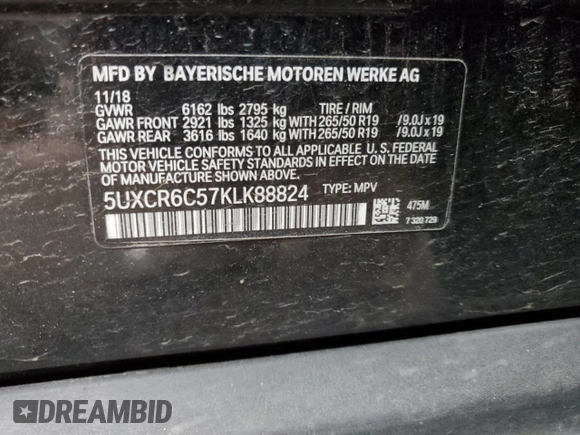 MFD BY BAYERISCHE MOTOREN WERKE AG
11/18
GVWR 6162 lbs 2795 kg TIRE / RIM
GAWR FRONT 2921 lbs 1325 kg WITH 265/50 R19 /9.0J x 19
GAWR REAR 3616 lbs 1640 kg WITH 265/50 R19 /9.0J x 19
THIS VEHICLE CONFORMS TO ALL APPLICABLE U. S. FEDERAL
MOTOR VEHICLE SAFETY STANDARDS IN EFFECT ON THE DATE OF
MANUFACTURE SHOWN ABOVE.
5UXCR6C57KLK88824 TYPE: MPV
475M
7 320 729
DREAMBID